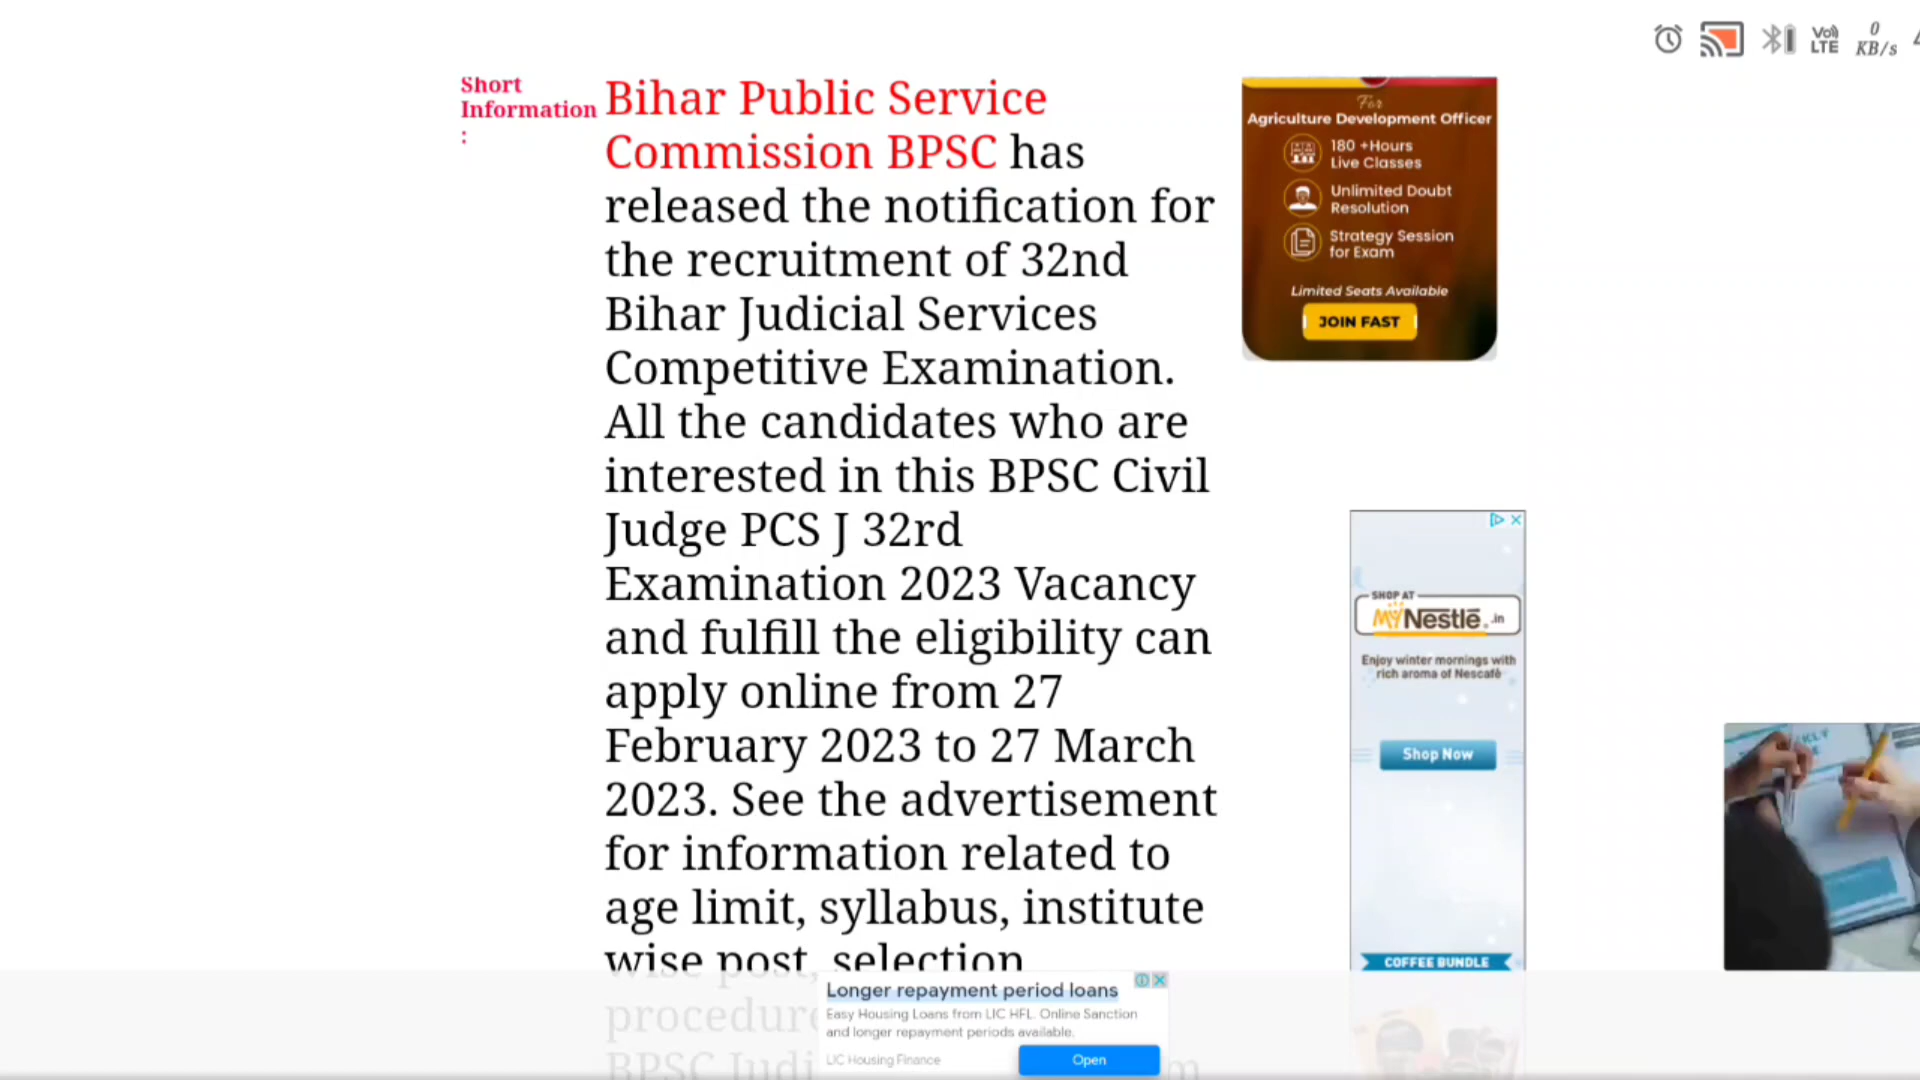 Vo))
LTE
0
KB/s
Short
Information
:
Bihar Public Service
Commission BPSC has
released the notification for
the recruitment of 32nd
Bihar Judicial Services
Competitive Examination.
All the candidates who are
interested in this BPSC Civil
Judge PCS J 32rd
Examination 2023 Vacancy
and fulfill the eligibility can
apply online from 27
February 2023 to 27 March
2023. See the advertisement
for information related to
age limit, syllabus, institute
wise post, selection
procedure
BPSC Judi
For
Agriculture Development Officer
180 +Hours
Live Classes
Unlimited Doubt
Resolution
Strategy Session
for Exam
Limited Seats Available
JOIN FAST
SHOP AT
MYNestlé.in
Enjoy winter mornings with
rich aroma of Nescafé
Shop Now
COFFEE BUNDLE
Longer repayment period loans
Easy Housing Loans from LIC HFL. Online Sanction
and longer repayment periods available.
LIC Housing Finance
Open